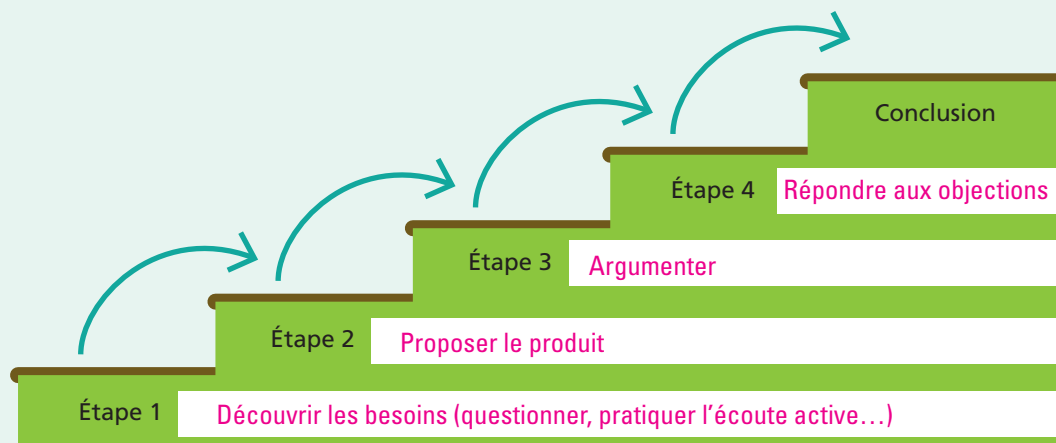 Conclusion
Étape 4 Répondre aux objections
Étape 3 Argumenter
Étape 2 Proposer le produit
Étape 1 Découvrir les besoins (questionner, pratiquer l’écoute active…)